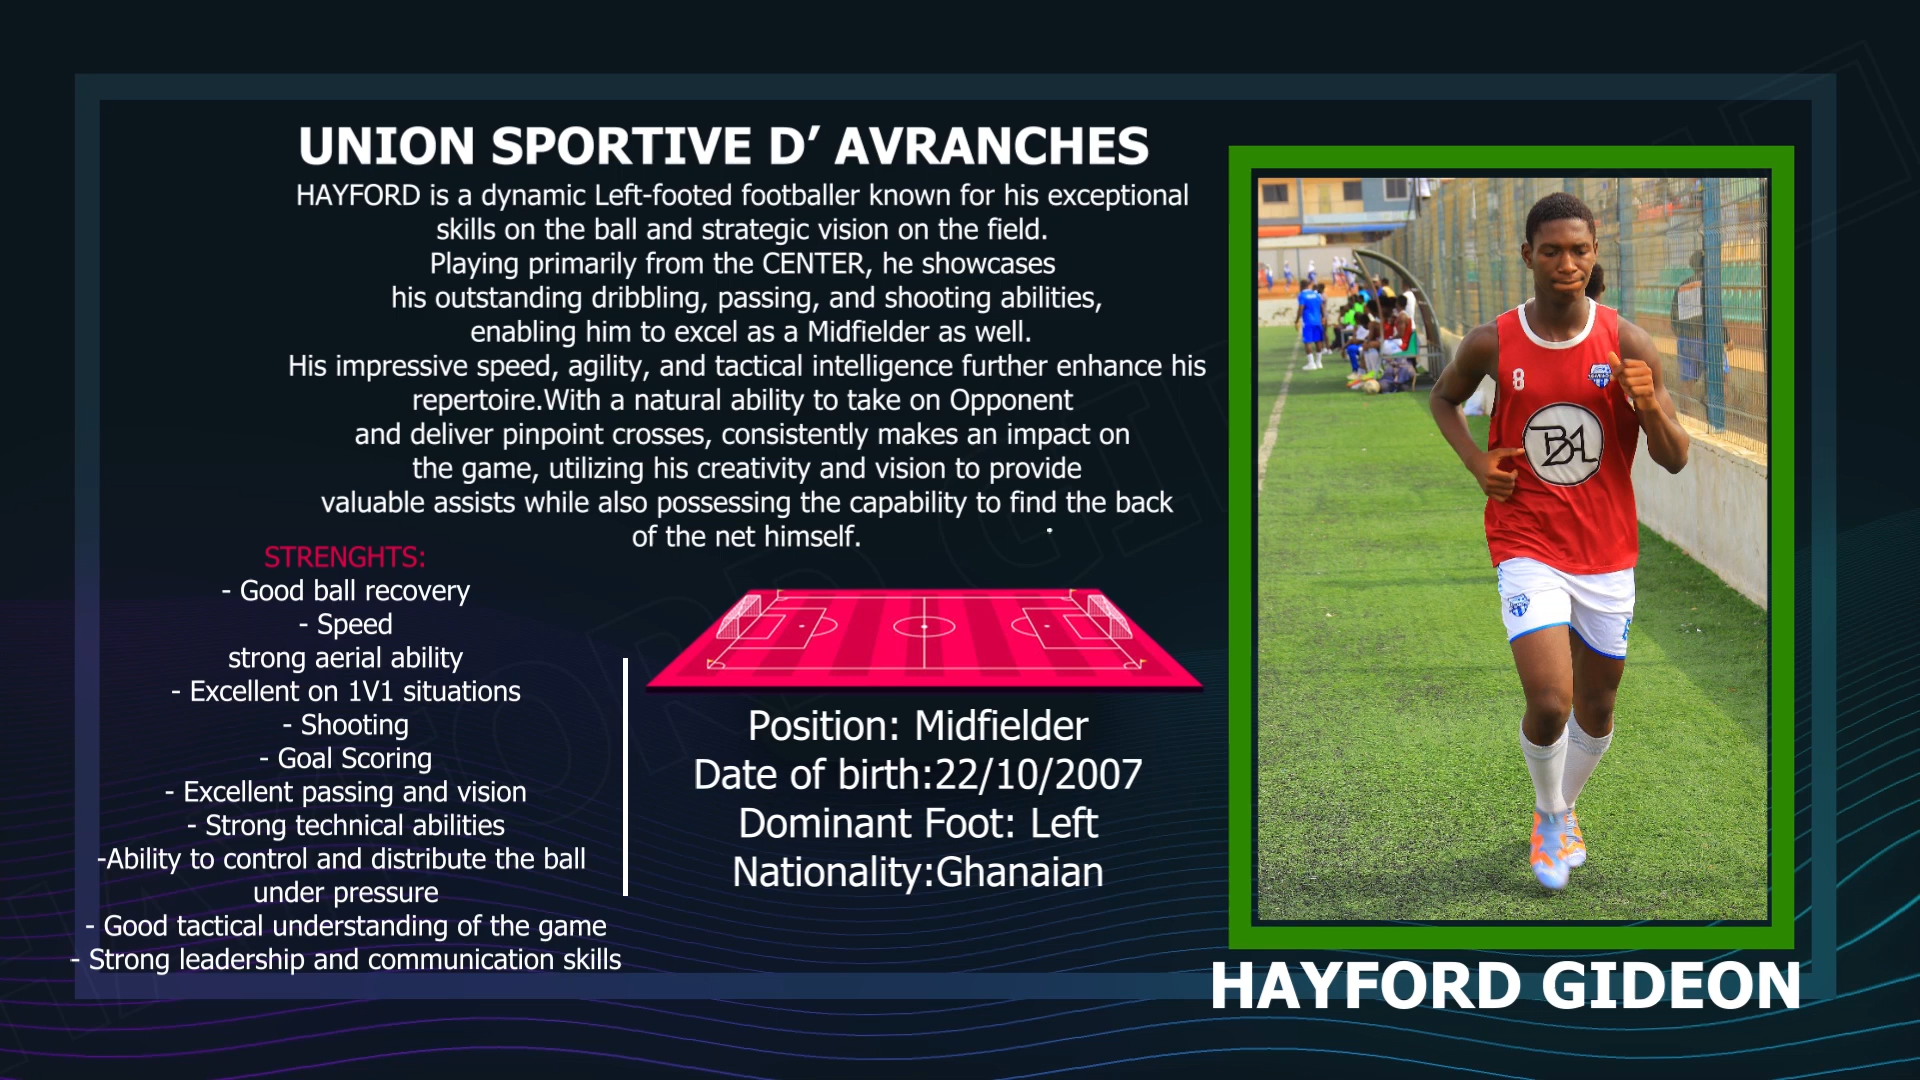 UNION SPORTIVE D’ AVRANCHES
HAYFORD is a dynamic Left-footed footballer known for his exceptional
skills on the ball and strategic vision on the field.
Playing primarily from the CENTER, he showcases
his outstanding dribbling, passing, and shooting abilities,
enabling him to excel as a Midfielder as well.
His impressive speed, agility, and tactical intelligence further enhance his
repertoire.With a natural ability to take on Opponent
and deliver pinpoint crosses, consistently makes an impact on
the game, utilizing his creativity and vision to provide
valuable assists while also possessing the capability to find the back
of the net himself.
STRENGHTS:
- Good ball recovery
- Speed
strong aerial ability
- Excellent on 1V1 situations
- Shooting
- Goal Scoring
- Excellent passing and vision
- Strong technical abilities
-Ability to control and distribute the ball
under pressure
- Good tactical understanding of the game
- Strong leadership and communication skills
Position: Midfielder
Date of birth:22/10/2007
Dominant Foot: Left
Nationality:Ghanaian
8
HAYFORD GIDEON